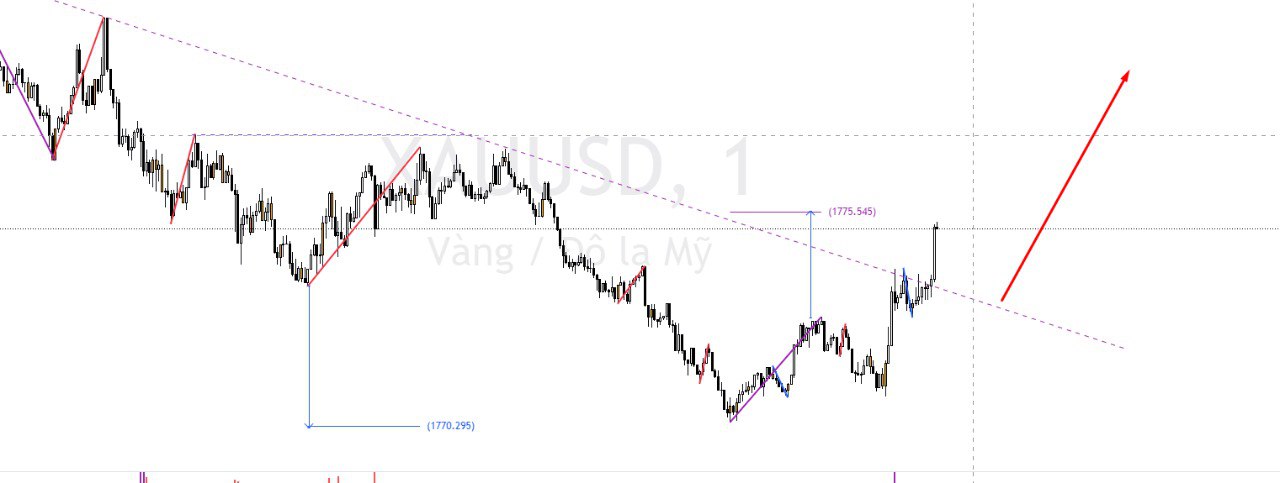 XAUUSD, 1
(1775.545)
Vàng / Đô la Mỹ
(1770.295)